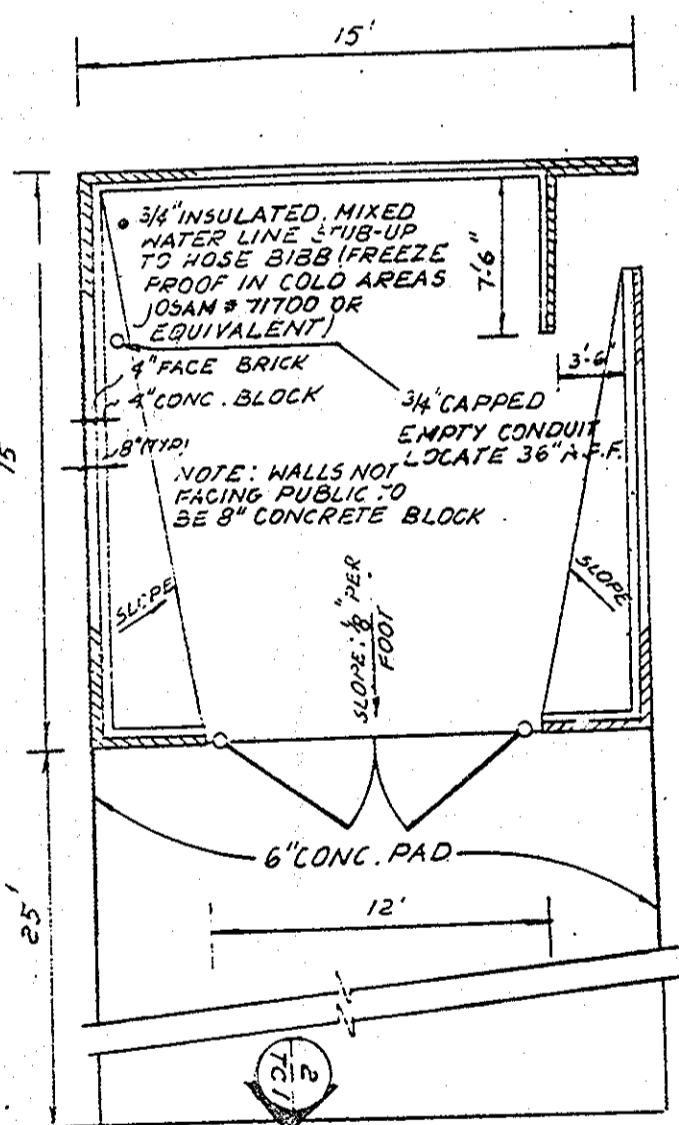 15'
3/4" INSULATED. MIXED
WATER LINE STUB-UP
TO HOSE BIBB (FREEZE
PROOF IN COLD AREAS
JOSAM # 71700 OR
EQUIVALENT)
7'-6"
3'-6"
4" FACE BRICK
4" CONC. BLOCK
3/4" CAPPED
EMPTY CONDUIT
LOCATE 36" A.F.F.
15'
8" (TYP)
NOTE: WALLS NOT
FACING PUBLIC TO
BE 8" CONCRETE BLOCK
SLOPE
SLOPE: 1/8" PER
FOOT
SLOPE
6" CONC. PAD
25'
12'
2
TC1